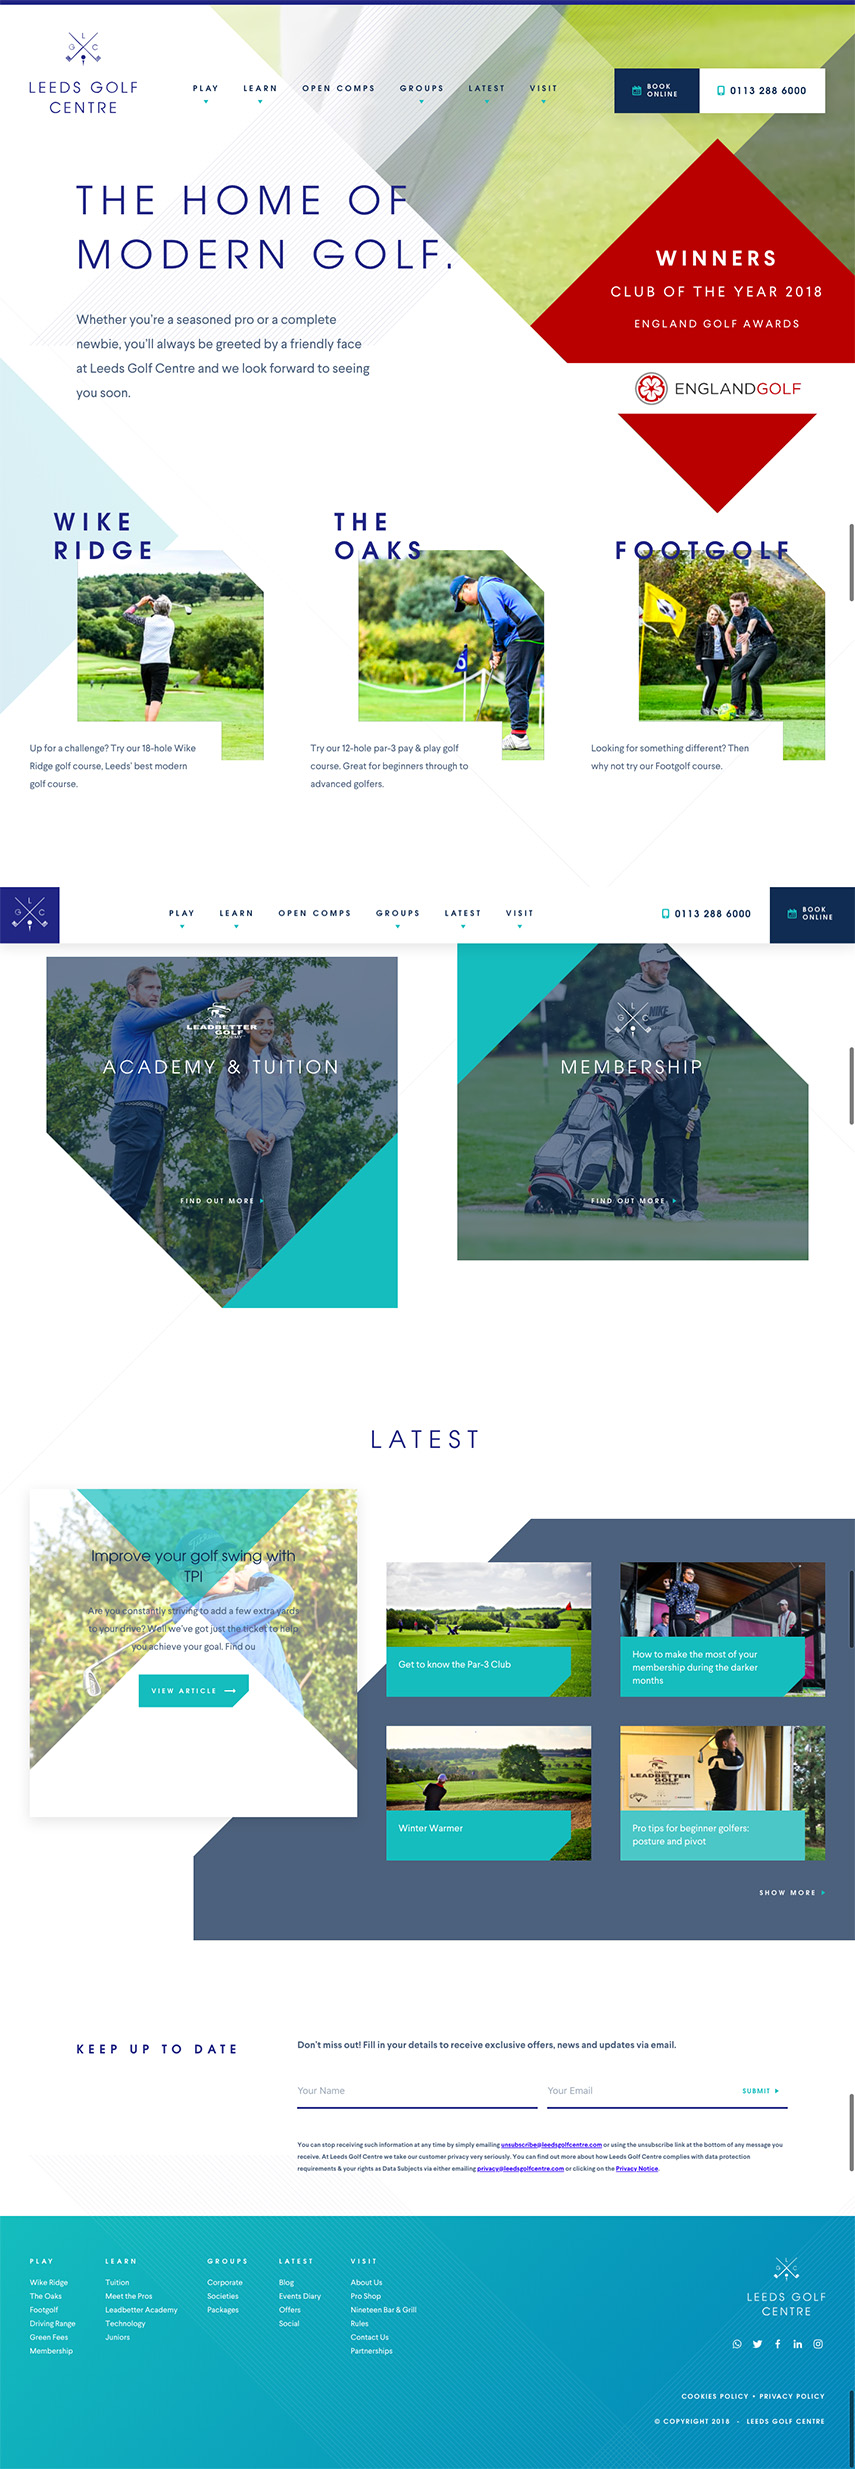 G L C
LEEDS GOLF
CENTRE
PLAY
LEARN
OPEN COMPS
GROUPS
LATEST
VISIT
BOOK
ONLINE
0113 288 6000
THE HOME OF
MODERN GOLF.
Whether you're a seasoned pro or a complete
newbie, you'll always be greeted by a friendly face
at Leeds Golf Centre and we look forward to seeing
you soon.
WINNERS
CLUB OF THE YEAR 2018
ENGLAND GOLF AWARDS
ENGLANDGOLF
WIKE
RIDGE
Up for a challenge? Try our 18-hole Wike
Ridge golf course, Leeds' best modern
golf course.
THE
OAKS
Try our 12-hole par-3 pay & play golf
course. Great for beginners through to
advanced golfers.
FOOTGOLF
Looking for something different? Then
why not try our Footgolf course.
G L C
PLAY
LEARN
OPEN COMPS
GROUPS
LATEST
VISIT
0113 288 6000
BOOK
ONLINE
LEADBETTER
GOLF
ACADEMY
ACADEMY & TUITION
FIND OUT MORE
G L C
MEMBERSHIP
FIND OUT MORE
LATEST
Improve your golf swing with
TPI
Are you constantly striving to add a few extra yards
to your drive? Well we've got just the ticket to help
you achieve your goal. Find ou
VIEW ARTICLE
Get to know the Par-3 Club
How to make the most of your
membership during the darker
months
Winter Warmer
DAVID
LEADBETTER
GOLF
ACADEMY
Callaway
Pro tips for beginner golfers:
posture and pivot
SHOW MORE
KEEP UP TO DATE
Don't miss out! Fill in your details to receive exclusive offers, news and updates via email.
Your Name
Your Email
SUBMIT
You can stop receiving such information at any time by simply emailing unsubscribe@leedsgolfcentre.com or using the unsubscribe link at the bottom of any message you
receive. At Leeds Golf Centre we take our customer privacy very seriously. You can find out more about how Leeds Golf Centre complies with data protection
requirements & your rights as Data Subjects via either emailing privacy@leedsgolfcentre.com or clicking on the Privacy Notice.
PLAY
Wike Ridge
The Oaks
Footgolf
Driving Range
Green Fees
Membership
LEARN
Tuition
Meet the Pros
Leadbetter Academy
Technology
Juniors
GROUPS
Corporate
Societies
Packages
LATEST
Blog
Events Diary
Offers
Social
VISIT
About Us
Pro Shop
Nineteen Bar & Grill
Rules
Contact Us
Partnerships
G L C
LEEDS GOLF
CENTRE
COOKIES POLICY • PRIVACY POLICY
© COPYRIGHT 2018 - LEEDS GOLF CENTRE